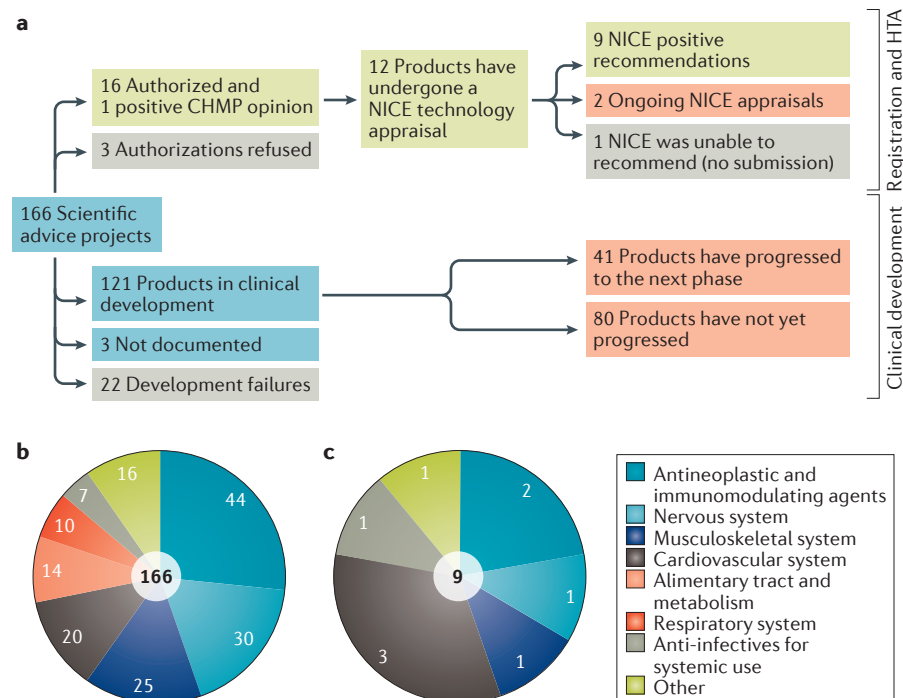 a
16 Authorized and
1 positive CHMP opinion
3 Authorizations refused
12 Products have
undergone a
NICE technology
appraisal
9 NICE positive
recommendations
2 Ongoing NICE appraisals
1 NICE was unable to
recommend (no submission)
Registration and HTA
166 Scientific
advice projects
121 Products in clinical
development
3 Not documented
22 Development failures
41 Products have progressed
to the next phase
80 Products have not yet
progressed
Clinical development
b
16
44
7
10
14
166
20
30
25
c
1
2
1
9
1
3
1
Antineoplastic and
immunomodulating agents
Nervous system
Musculoskeletal system
Cardiovascular system
Alimentary tract and
metabolism
Respiratory system
Anti-infectives for
systemic use
Other